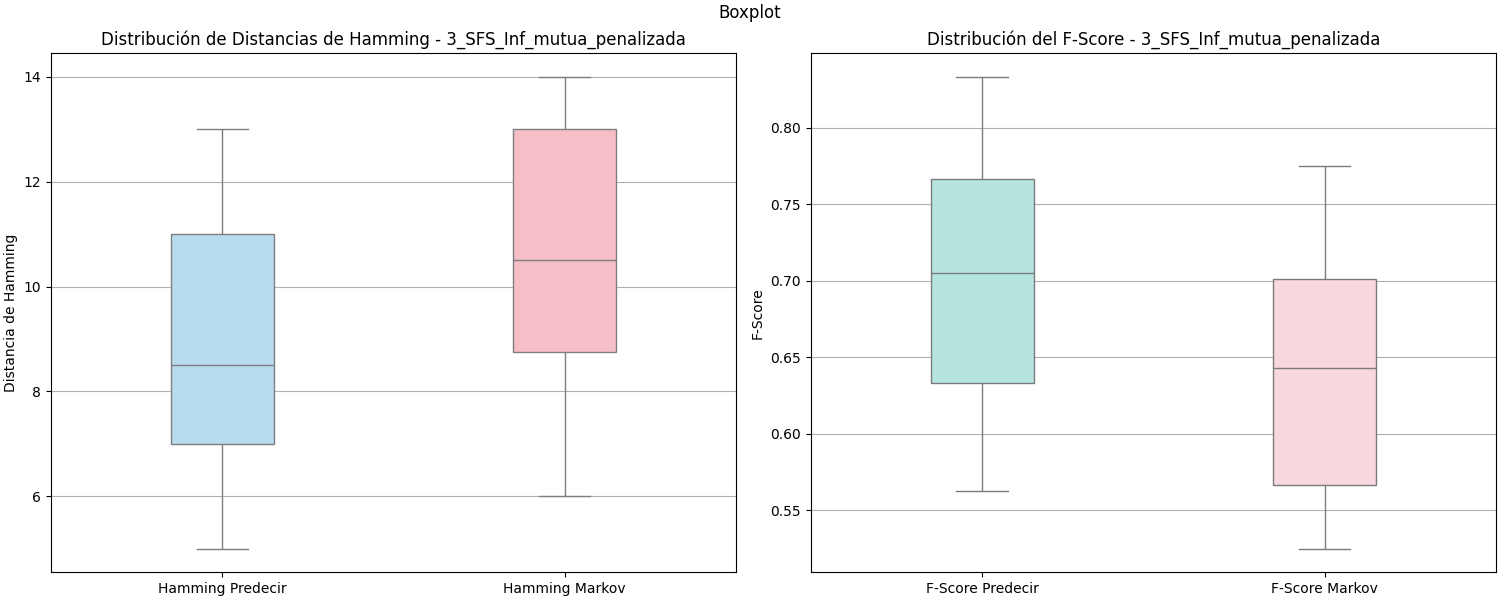 Boxplot
Distribución de Distancias de Hamming - 3_SFS_Inf_mutua_penalizada
Distancia de Hamming
14
12
10
8
6
Hamming Predecir
Hamming Markov
Distribución del F-Score - 3_SFS_Inf_mutua_penalizada
F-Score
0.80
0.75
0.70
0.65
0.60
0.55
F-Score Predecir
F-Score Markov